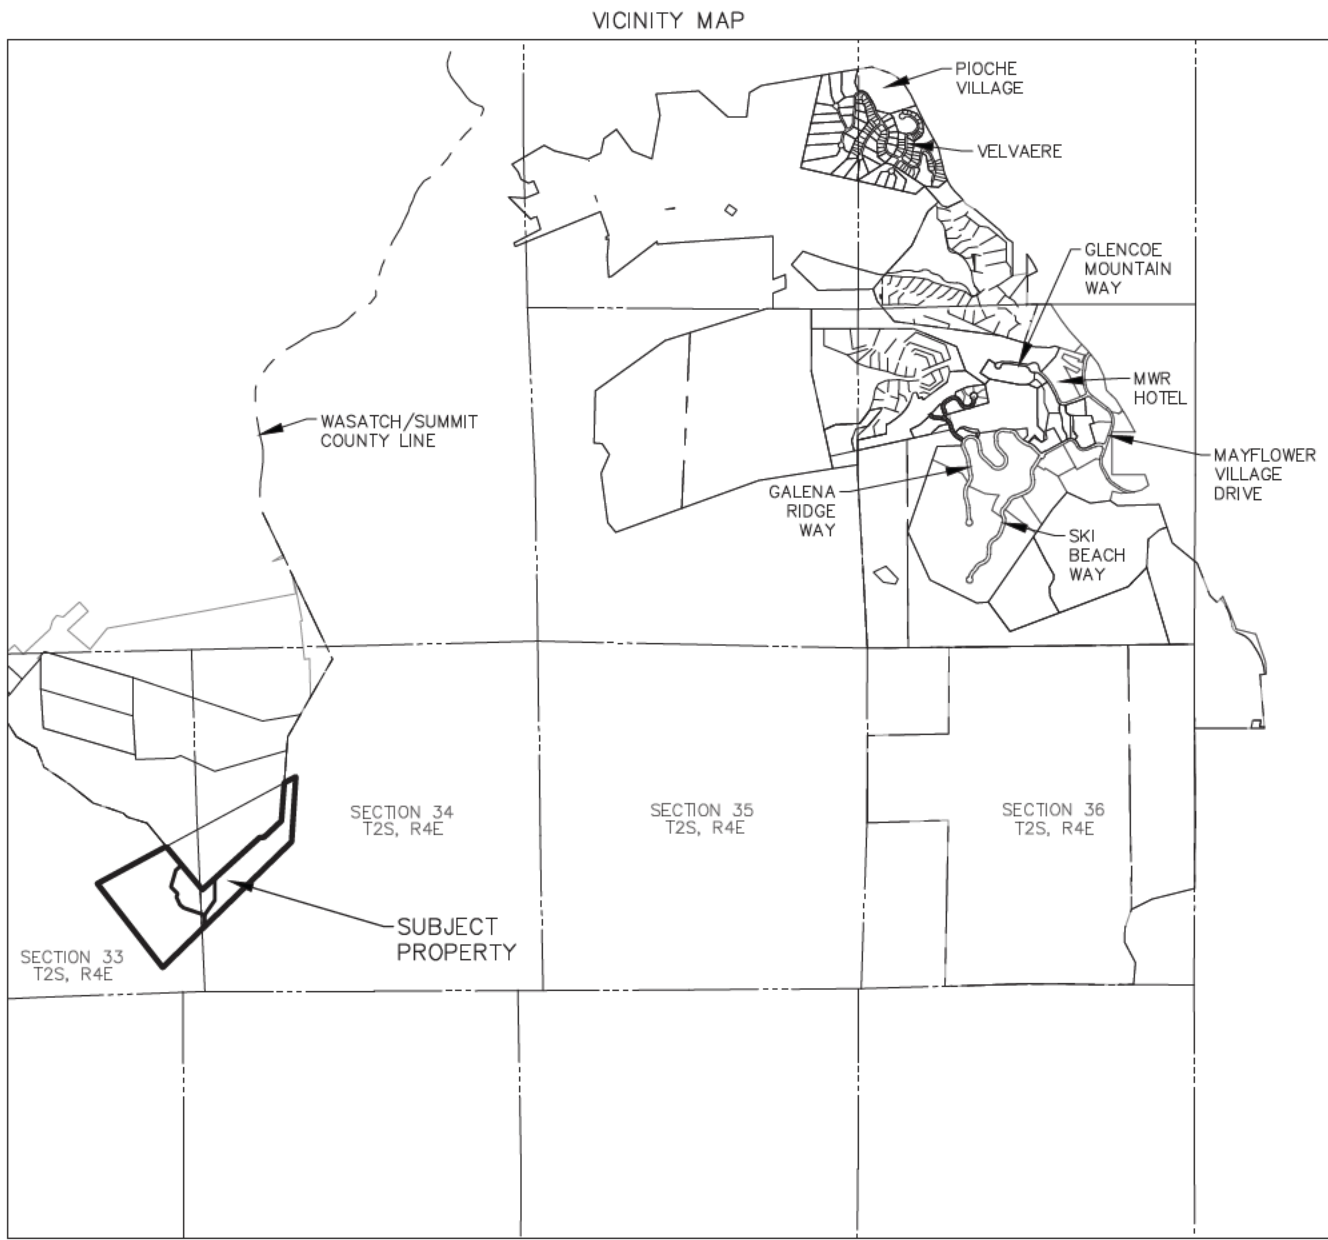 VICINITY MAP
PIOCHE
VILLAGE
VELVAERE
GLENCOE
MOUNTAIN
WAY
MWR
HOTEL
WASATCH/SUMMIT
COUNTY LINE
MAYFLOWER
VILLAGE
DRIVE
GALENA
RIDGE
WAY
SKI
BEACH
WAY
SECTION 34
T2S, R4E
SECTION 35
T2S, R4E
SECTION 36
T2S, R4E
SUBJECT
PROPERTY
SECTION 33
T2S, R4E